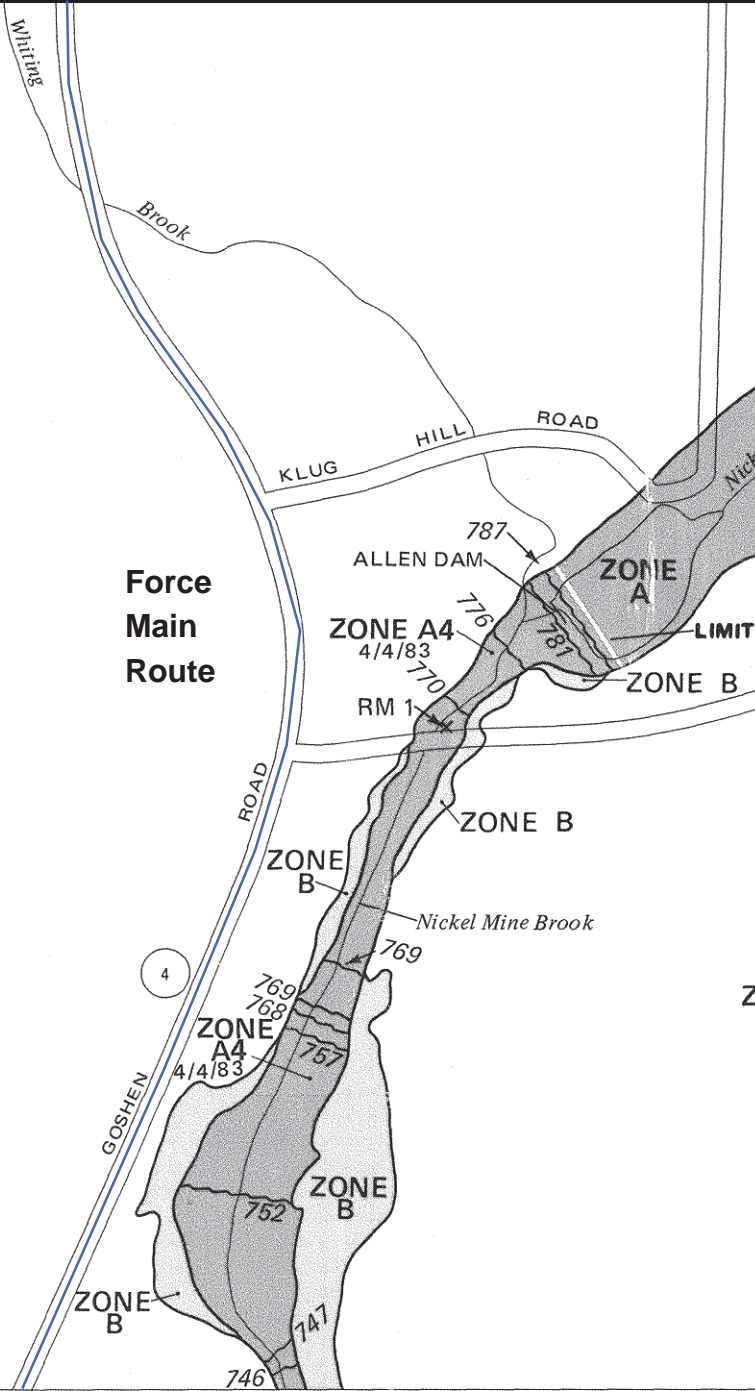 Whiting
Brook
KLUG HILL ROAD
787
ALLEN DAM
ZONE
A
Force
Main
Route
776
ZONE A4
4/4/83
781
LIMIT
770
ZONE B
RM 1
ROAD
ZONE B
ZONE
B
Nickel Mine Brook
769
4
769
768
ZONE
A4
4/4/83
757
GOSHEN
ZONE
B
752
ZONE
B
747
746